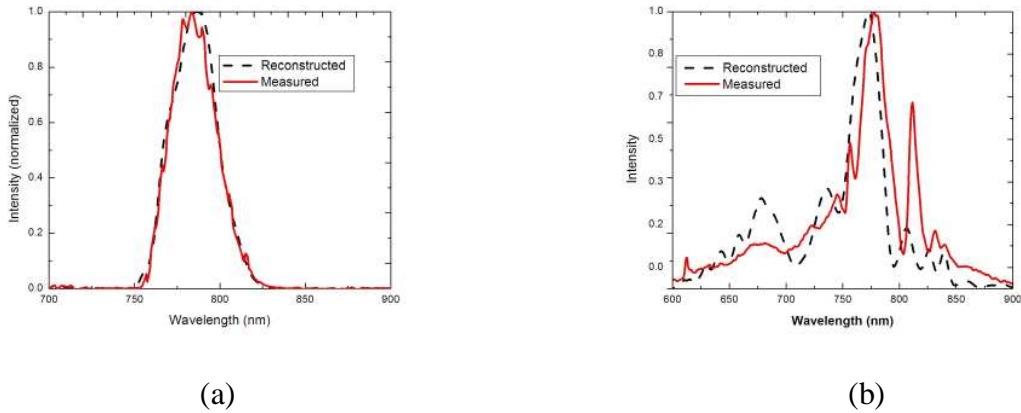 1.0
0.8
0.6
0.4
0.2
0.0
700
750
800
850
900
Intensity (normalized)
Wavelength (nm)
Reconstructed
Measured
(a)
1.0
0.8
0.7
0.5
0.3
0.2
0.0
600
650
700
750
800
850
900
Intensity
Wavelength (nm)
Reconstructed
Measured
(b)